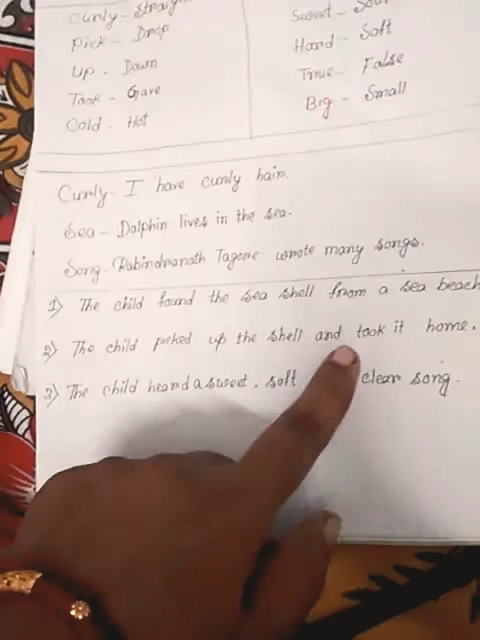 Curly - Straig
Pick - Drop
Up - Down
Took - Gave
Cold - Hot
Sweet - Sour
Hard - Soft
True - False
Big - Small
Curly - I have curly hair.
Sea - Dolphin lives in the sea.
Song - Rabindranath Tagore wrote many songs.
1) The child found the sea shell from a sea beach
2) The child picked up the shell and took it home.
3) The child heard a sweet, soft clear song.